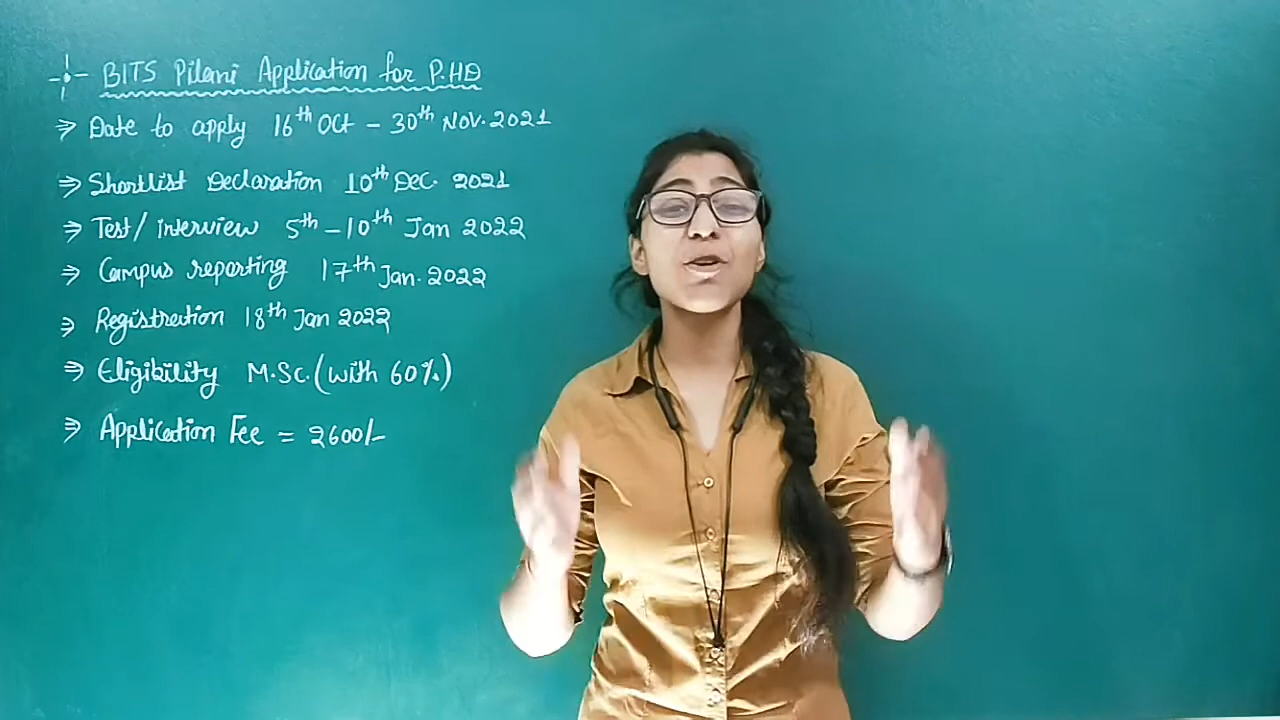 BITS Pilani Application for P.HD
⇒ Date to apply 16th Oct - 30th Nov. 2021
⇒ Shortlist Declaration 10th Dec. 2021
⇒ Test/ interview 5th - 10th Jan 2022
⇒ Campus reporting 17th Jan. 2022
⇒ Registration 18th Jan 2022
⇒ Eligibility M.Sc. (with 60%)
⇒ Application Fee = 2600/-